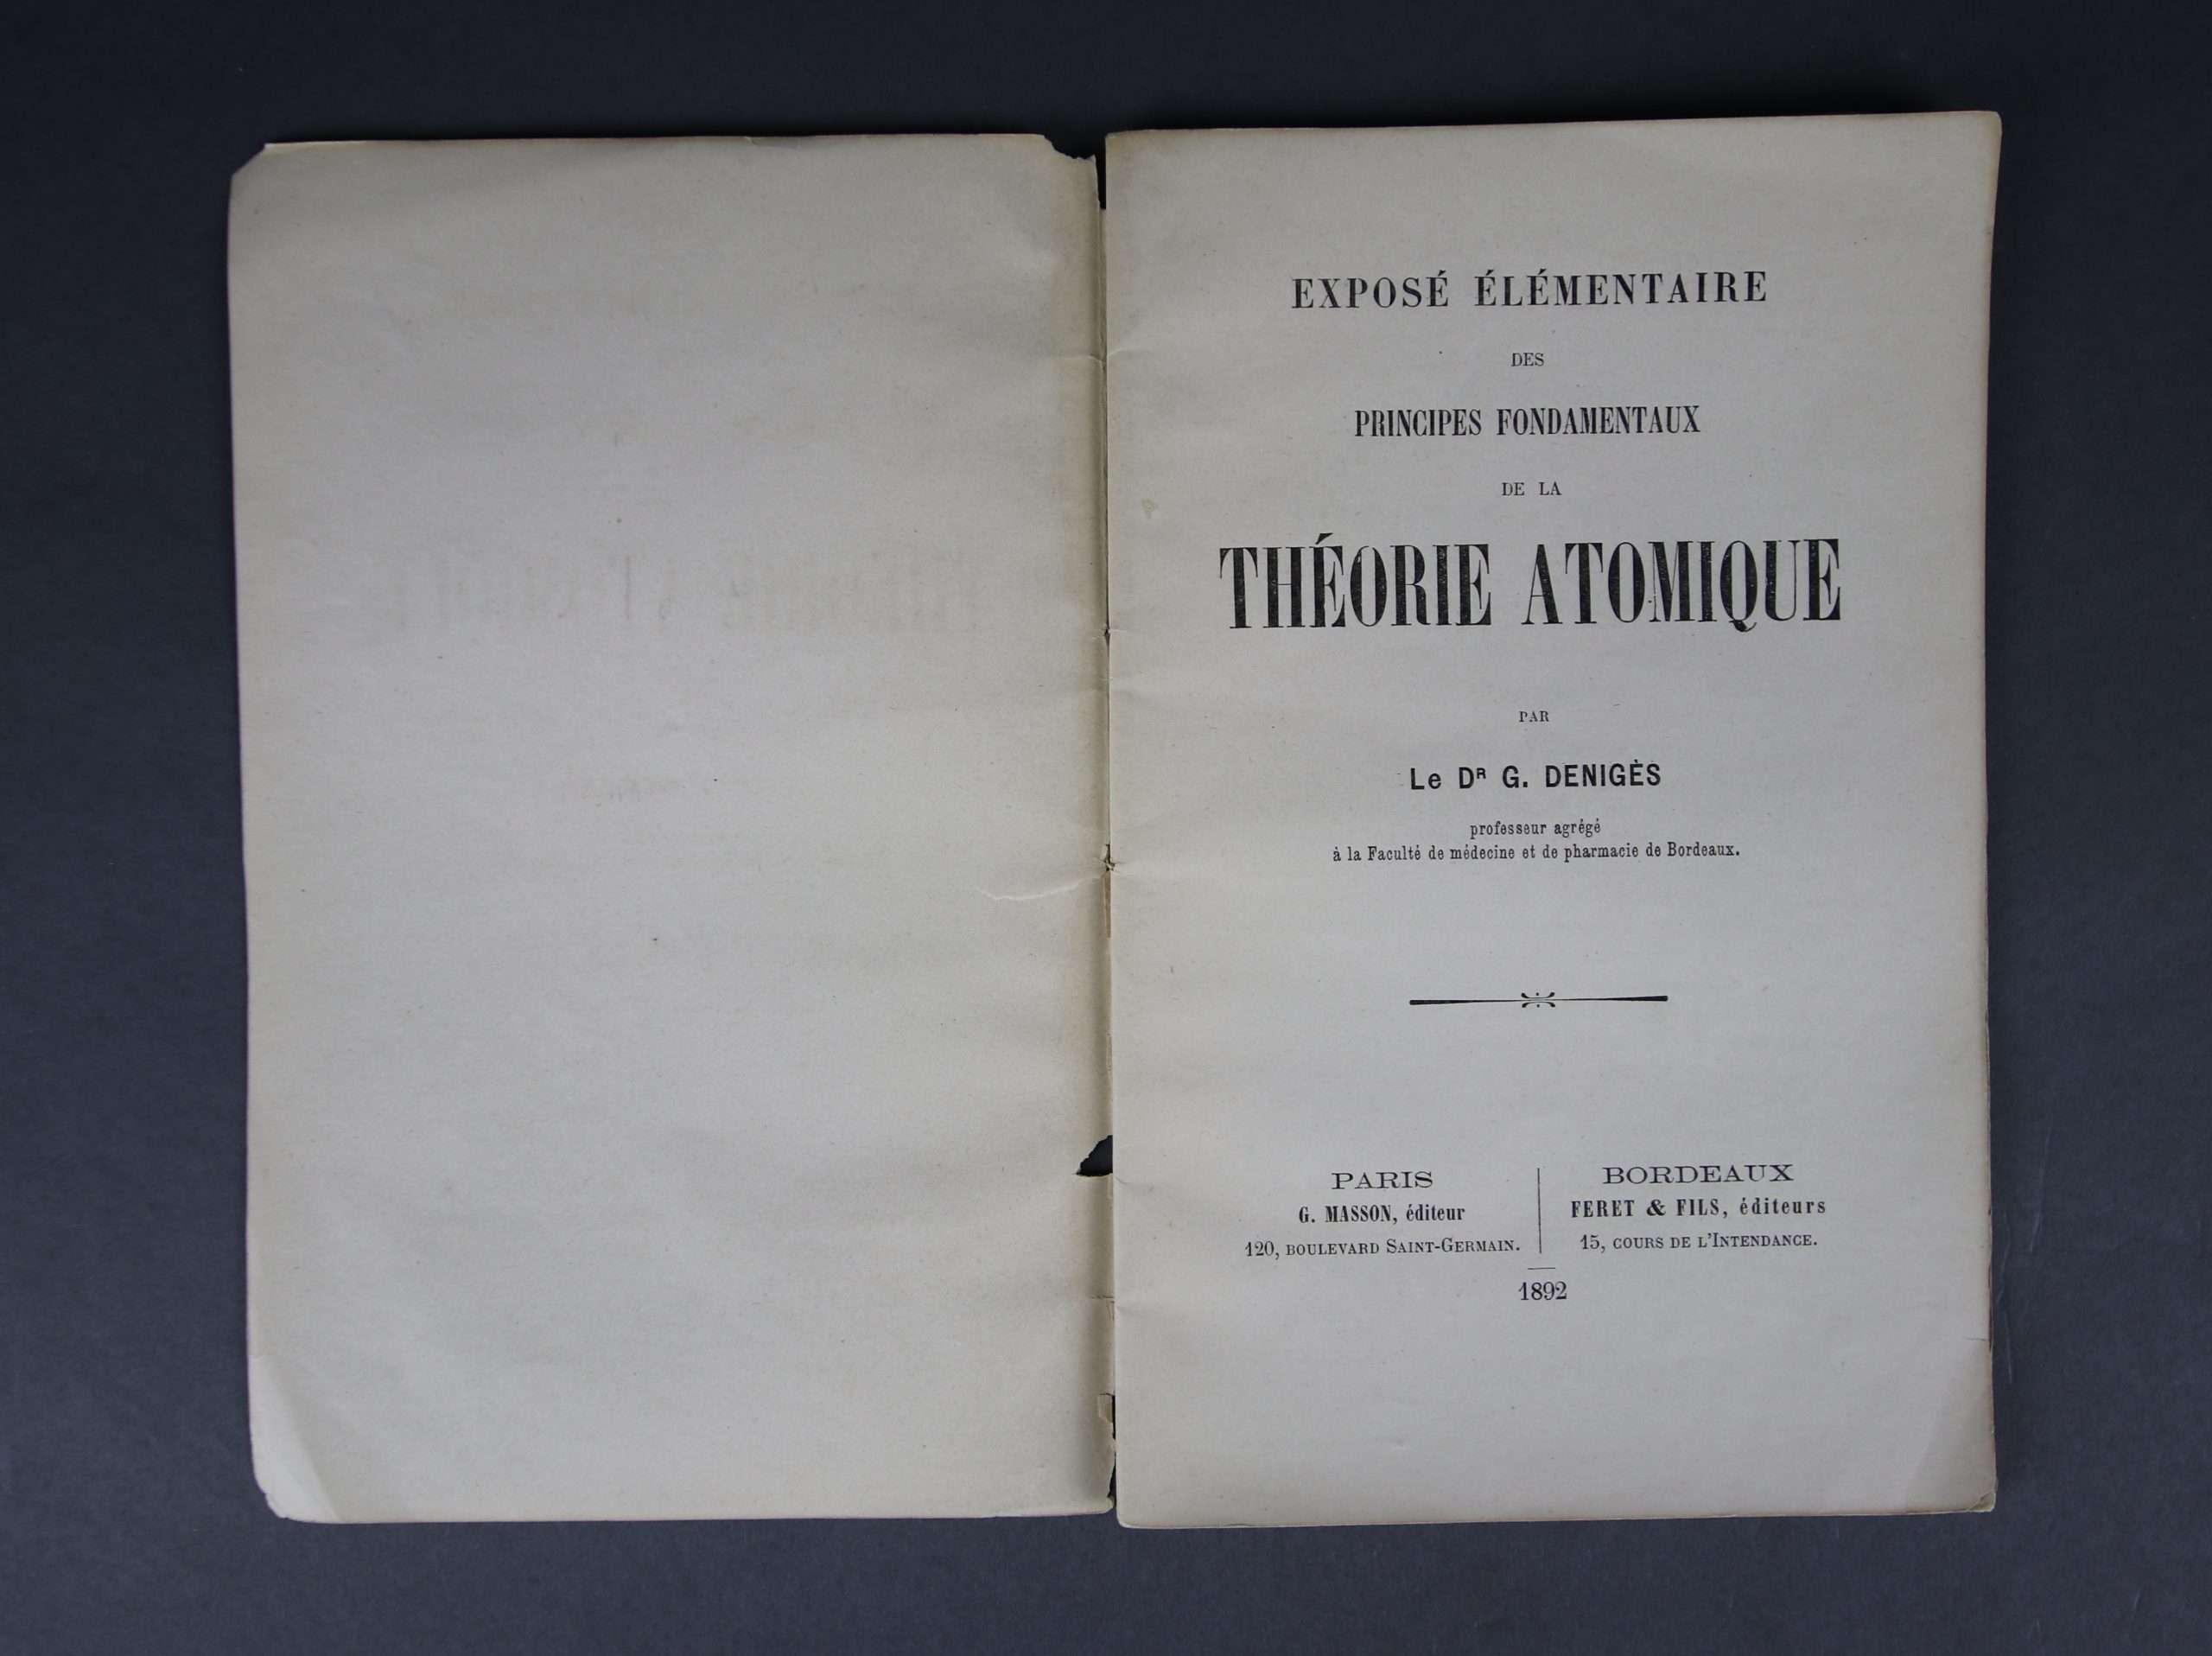 EXPOSÉ ÉLÉMENTAIRE
DES
PRINCIPES FONDAMENTAUX
DE LA
THÉORIE ATOMIQUE
PAR
Le Dᴿ G. DENIGÈS
professeur agrégé
à la Faculté de médecine et de pharmacie de Bordeaux.
PARIS
G. MASSON, éditeur
120, BOULEVARD SAINT-GERMAIN.
BORDEAUX
FERET & FILS, éditeurs
15, COURS DE L'INTENDANCE.
1892